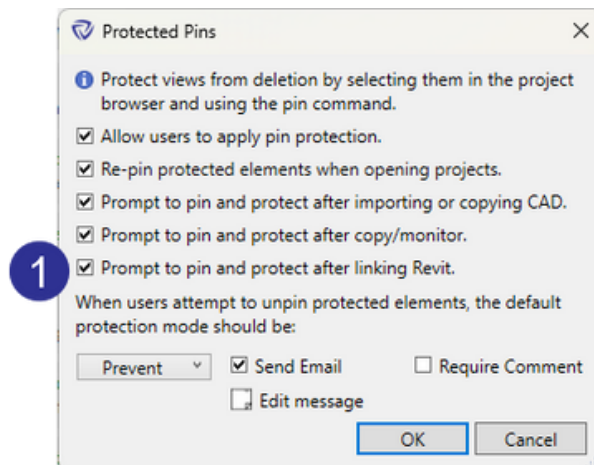 Protected Pins
Protect views from deletion by selecting them in the project
browser and using the pin command.
Allow users to apply pin protection.
Re-pin protected elements when opening projects.
Prompt to pin and protect after importing or copying CAD.
Prompt to pin and protect after copy/monitor.
1 Prompt to pin and protect after linking Revit.
When users attempt to unpin protected elements, the default
protection mode should be:
Prevent Send Email Require Comment
Edit message
OK Cancel